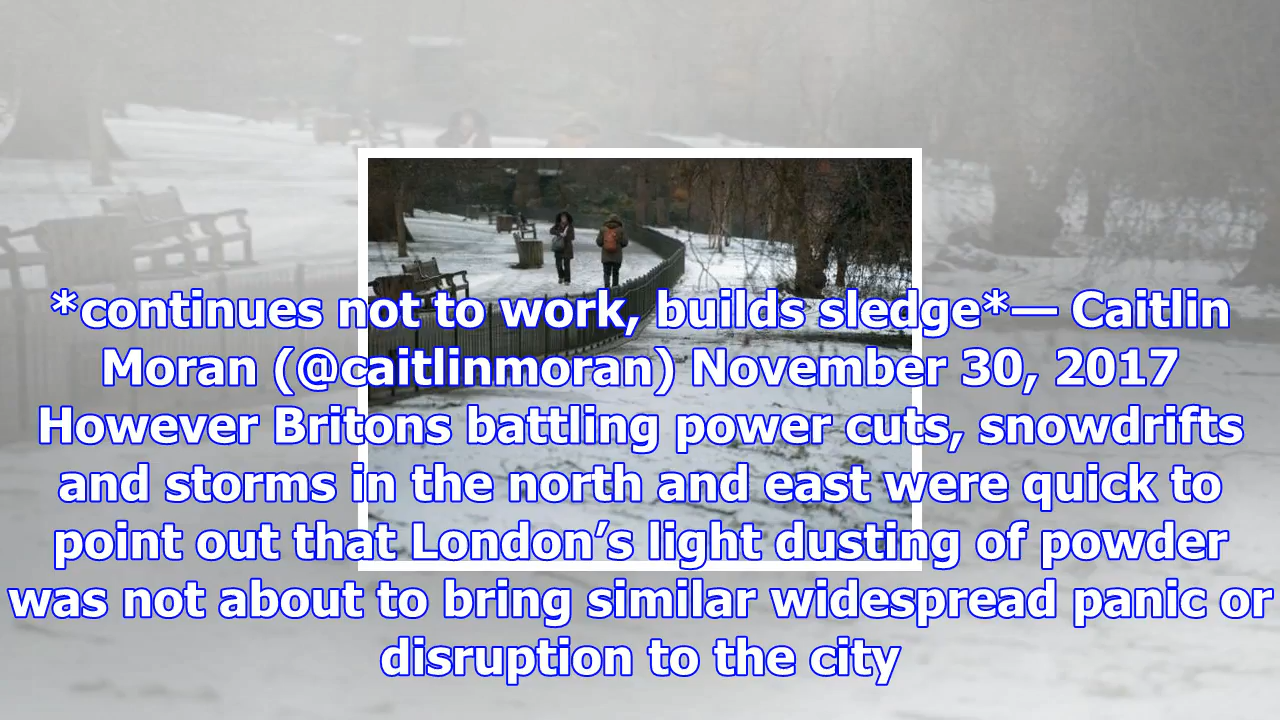 *continues not to work, builds sledge*— Caitlin
Moran (@caitlinmoran) November 30, 2017
However Britons battling power cuts, snowdrifts
and storms in the north and east were quick to
point out that London’s light dusting of powder
was not about to bring similar widespread panic or
disruption to the city